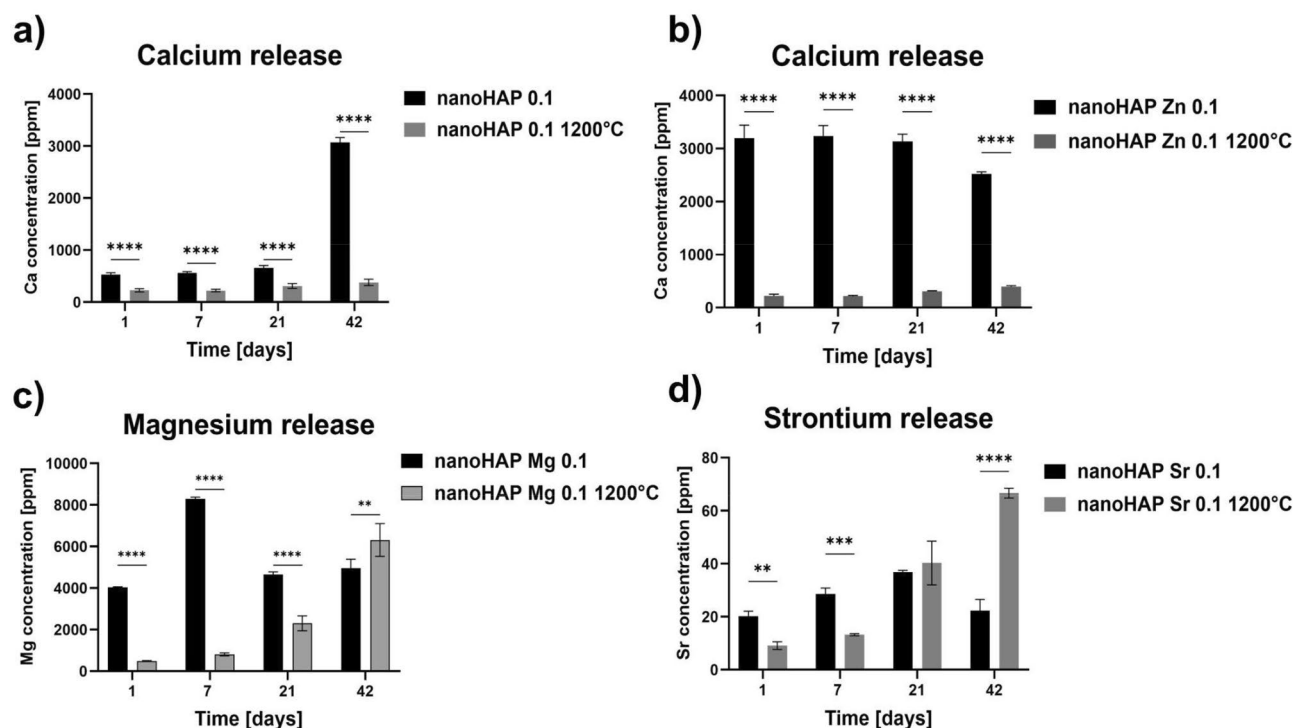 a)
Calcium release
nanoHAP 0.1
nanoHAP 0.1 1200°C
Ca concentration [ppm]
4000
3000
2000
1000
0
****
****
****
****
1 7 21 42
Time [days]
b)
Calcium release
nanoHAP Zn 0.1
nanoHAP Zn 0.1 1200°C
Ca concentration [ppm]
4000
3000
2000
1000
0
****
****
****
****
1 7 21 42
Time [days]
c)
Magnesium release
nanoHAP Mg 0.1
nanoHAP Mg 0.1 1200°C
Mg concentration [ppm]
10000
8000
6000
4000
2000
0
****
****
****
**
1 7 21 42
Time [days]
d)
Strontium release
nanoHAP Sr 0.1
nanoHAP Sr 0.1 1200°C
Sr concentration [ppm]
80
60
40
20
0
**
***
****
1 7 21 42
Time [days]